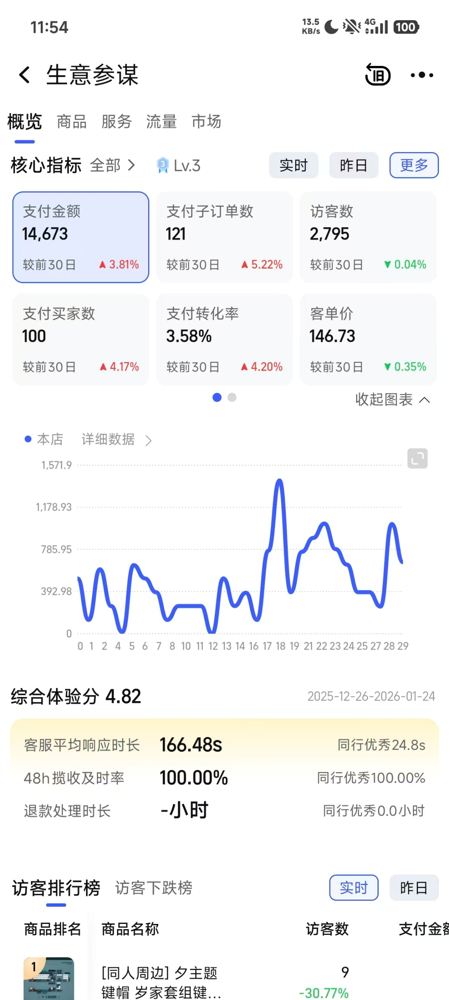 11:54
13.5
KB/s
4G
100
生意参谋
旧
概览 商品 服务 流量 市场
核心指标 全部
3 Lv.3
实时 昨日 更多
支付金额
14,673
较前30日 3.81%
支付子订单数
121
较前30日 5.22%
访客数
2,795
较前30日 0.04%
支付买家数
100
较前30日 4.17%
支付转化率
3.58%
较前30日 4.20%
客单价
146.73
较前30日 0.35%
收起图表
本店 详细数据
1,571.9
1,178.93
785.95
392.98
0
0 1 2 4 5 6 7 8 10 11 12 13 14 16 17 18 19 21 22 23 24 25 27 28 29
综合体验分 4.82
2025-12-26-2026-01-24
客服平均响应时长 166.48s 同行优秀24.8s
48h揽收及时率 100.00% 同行优秀100.00%
退款处理时长 -小时 同行优秀0.0小时
访客排行榜 访客下跌榜
实时 昨日
商品排名 商品名称 访客数 支付金额
1
[同人周边] 夕主题
键帽 岁家套组键...
9
-30.77%